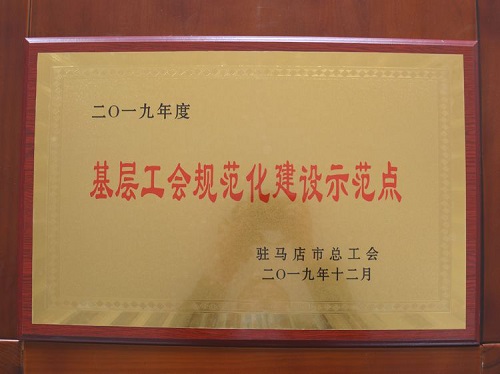 二〇一九年度
基层工会规范化建设示范点
驻马店市总工会
二〇一九年十二月